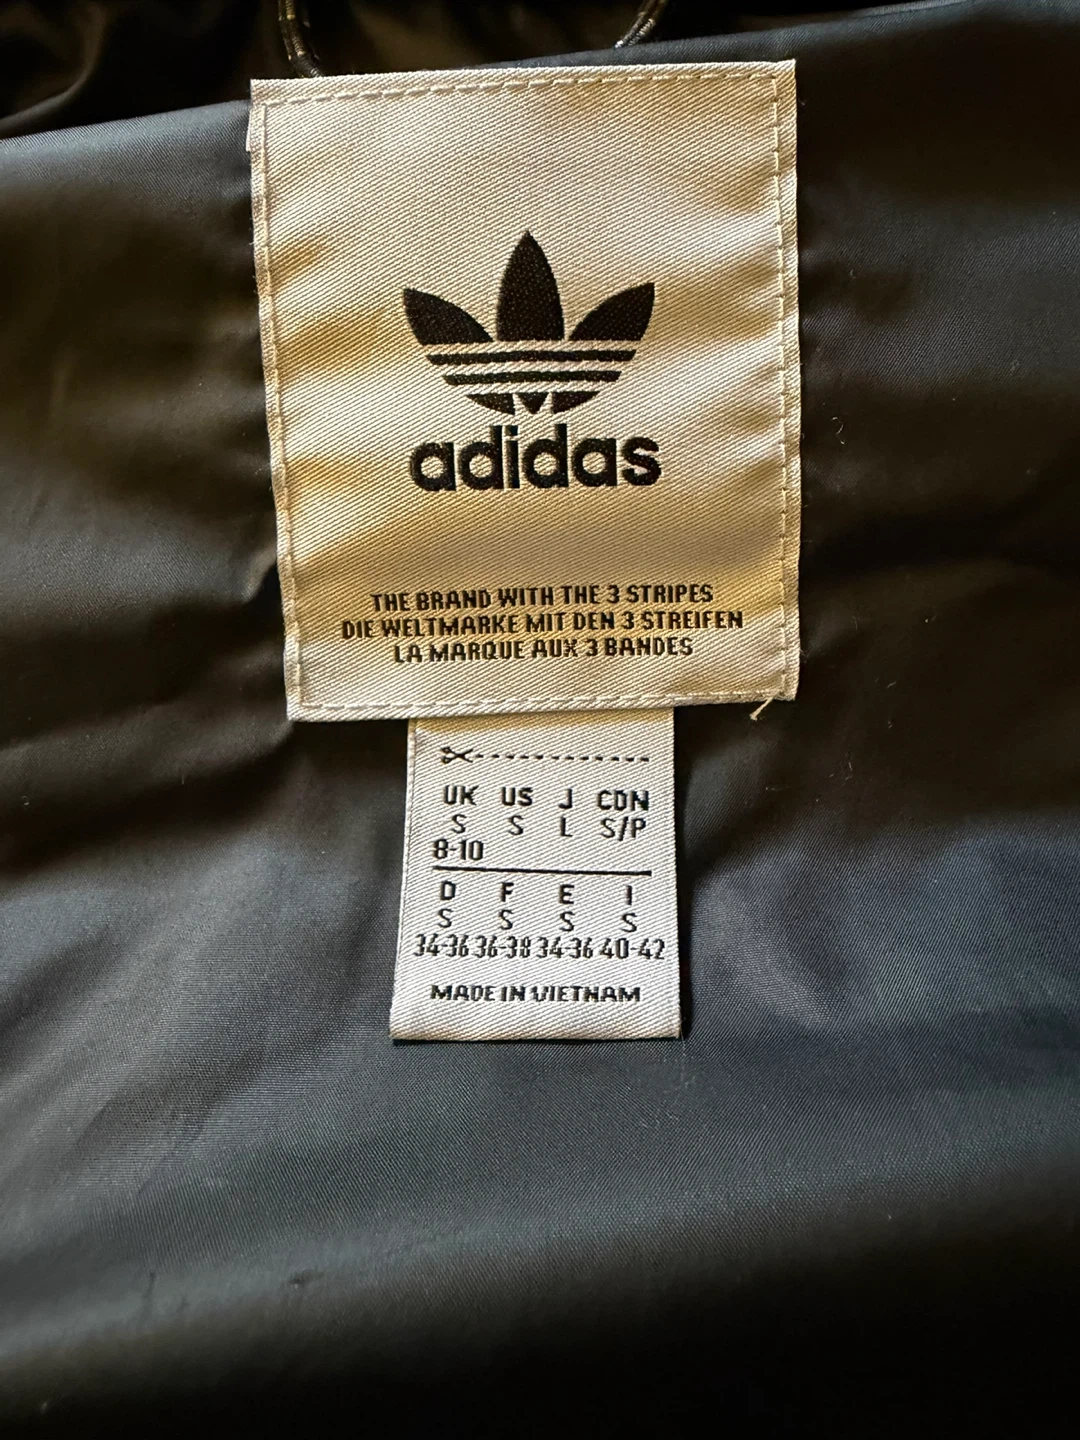 adidas
THE BRAND WITH THE 3 STRIPES
DIE WELTMARKE MIT DEN 3 STREIFEN
LA MARQUE AUX 3 BANDES
UK US J CDN
S S L S/P
8-10
D F E I
S S S S
34-36 36-38 34-36 40-42
MADE IN VIETNAM